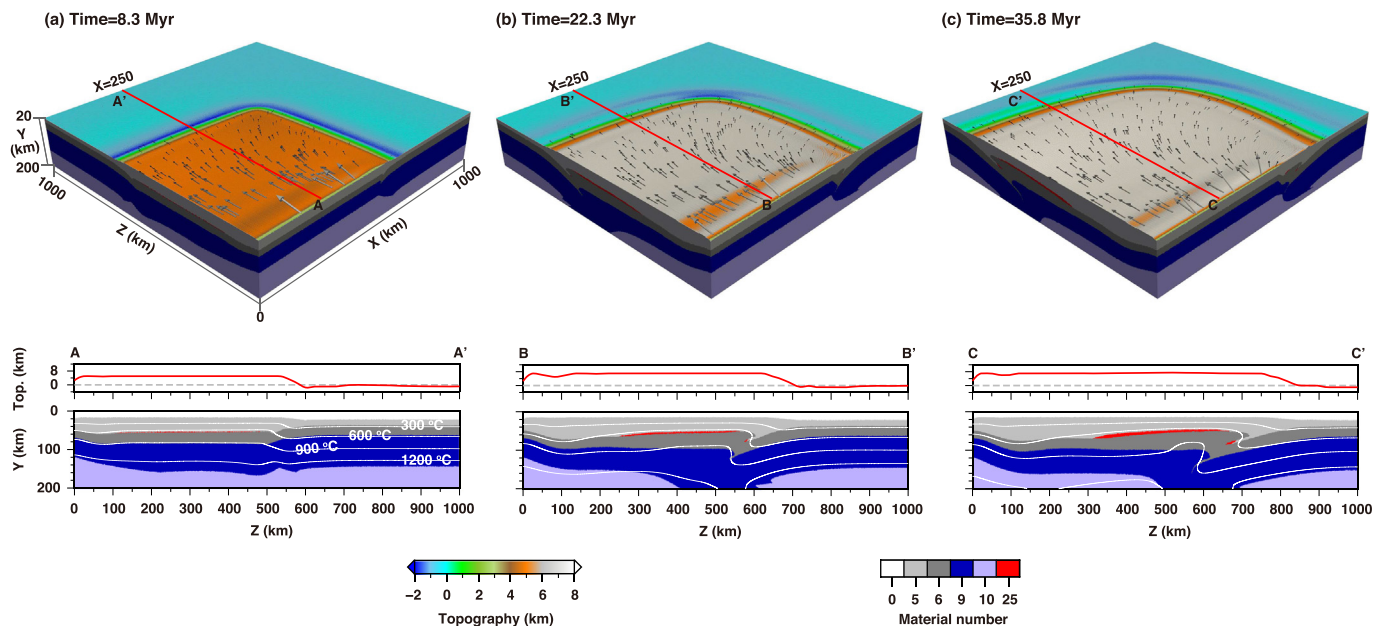 (a) Time=8.3 Myr
(b) Time=22.3 Myr
(c) Time=35.8 Myr
X=250
A'
20
Y
(km)
200
1000
Z (km)
0
X (km)
1000
A
X=250
B'
B
X=250
C'
C
A A'
B B'
C C'
Top. (km)
8
0
Y (km)
0
100
200
300 °C
600 °C
900 °C
1200 °C
0 100 200 300 400 500 600 700 800 900 1000
Z (km)
0 100 200 300 400 500 600 700 800 900 1000
Z (km)
0 100 200 300 400 500 600 700 800 900 1000
Z (km)
−2 0 2 4 6 8
Topography (km)
0 5 6 9 10 25
Material number